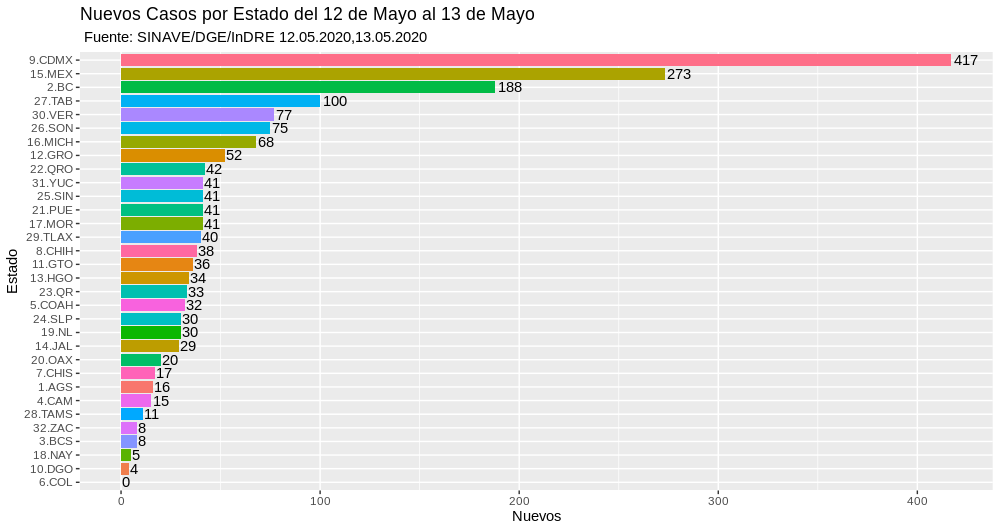 Nuevos Casos por Estado del 12 de Mayo al 13 de Mayo
Fuente: SINAVE/DGE/InDRE 12.05.2020,13.05.2020
Estado
9.CDMX 417
15.MEX 273
2.BC 188
27.TAB 100
30.VER 77
26.SON 75
16.MICH 68
12.GRO 52
22.QRO 42
31.YUC 41
25.SIN 41
21.PUE 41
17.MOR 41
29.TLAX 40
8.CHIH 38
11.GTO 36
13.HGO 34
23.QR 33
5.COAH 32
24.SLP 30
19.NL 30
14.JAL 29
20.OAX 20
7.CHIS 17
1.AGS 16
4.CAM 15
28.TAMS 11
32.ZAC 8
3.BCS 8
18.NAY 5
10.DGO 4
6.COL 0
0 100 200 300 400
Nuevos